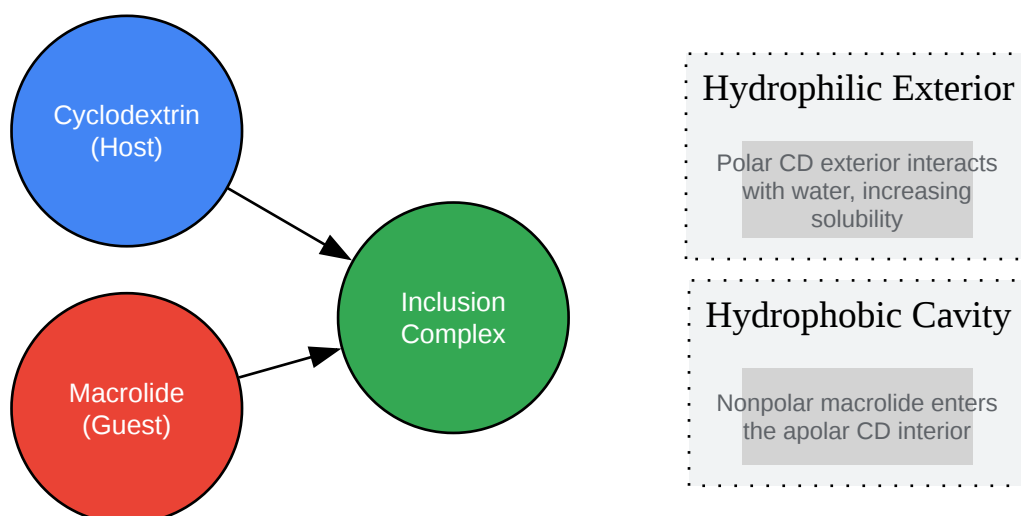 Cyclodextrin
(Host)
Macrolide
(Guest)
Inclusion
Complex
Hydrophilic Exterior
Polar CD exterior interacts
with water, increasing
solubility
Hydrophobic Cavity
Nonpolar macrolide enters
the apolar CD interior